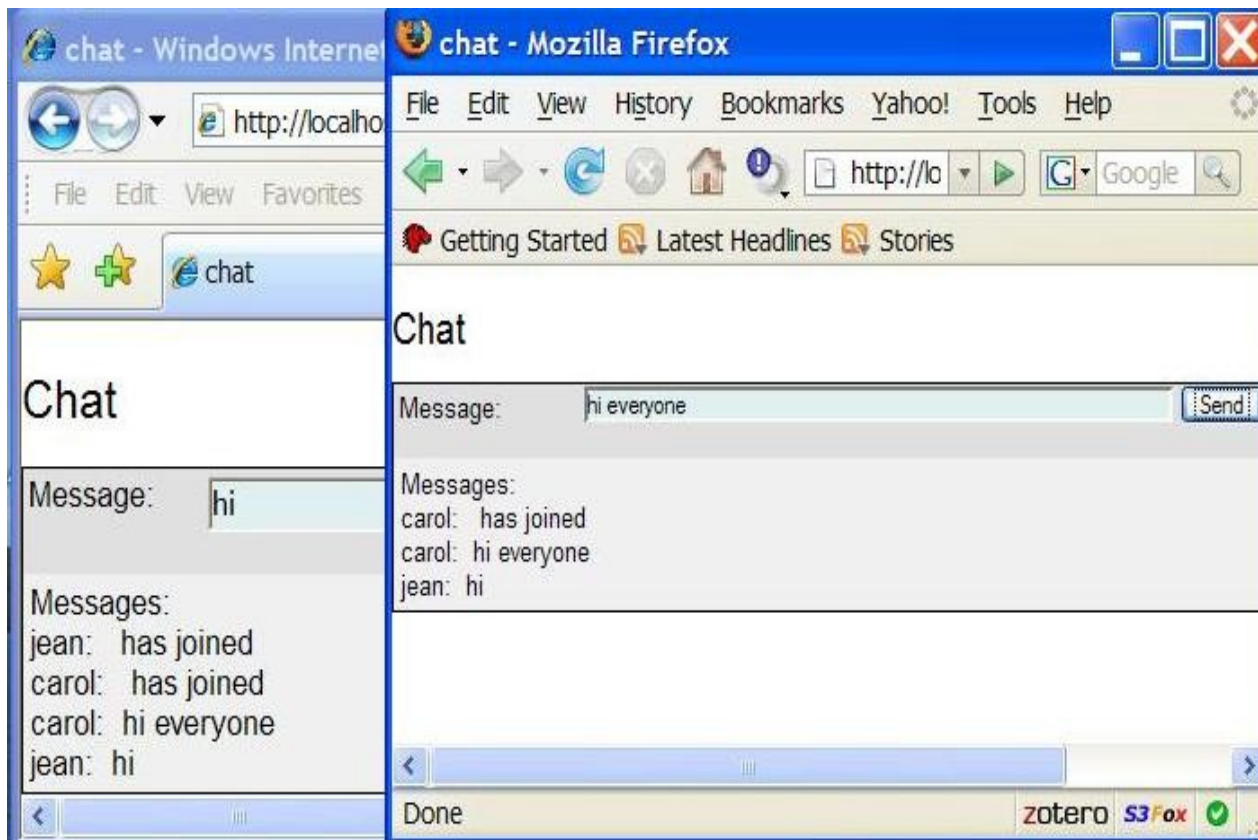 chat - Windows Internet
http://localho
File Edit View Favorites
chat
Chat
Message: hi
Messages:
jean: has joined
carol: has joined
carol: hi everyone
jean: hi
chat - Mozilla Firefox
File Edit View History Bookmarks Yahoo! Tools Help
http://lo G Google
Getting Started Latest Headlines Stories
Chat
Message: hi everyone Send
Messages:
carol: has joined
carol: hi everyone
jean: hi
Done zotero S3Fox